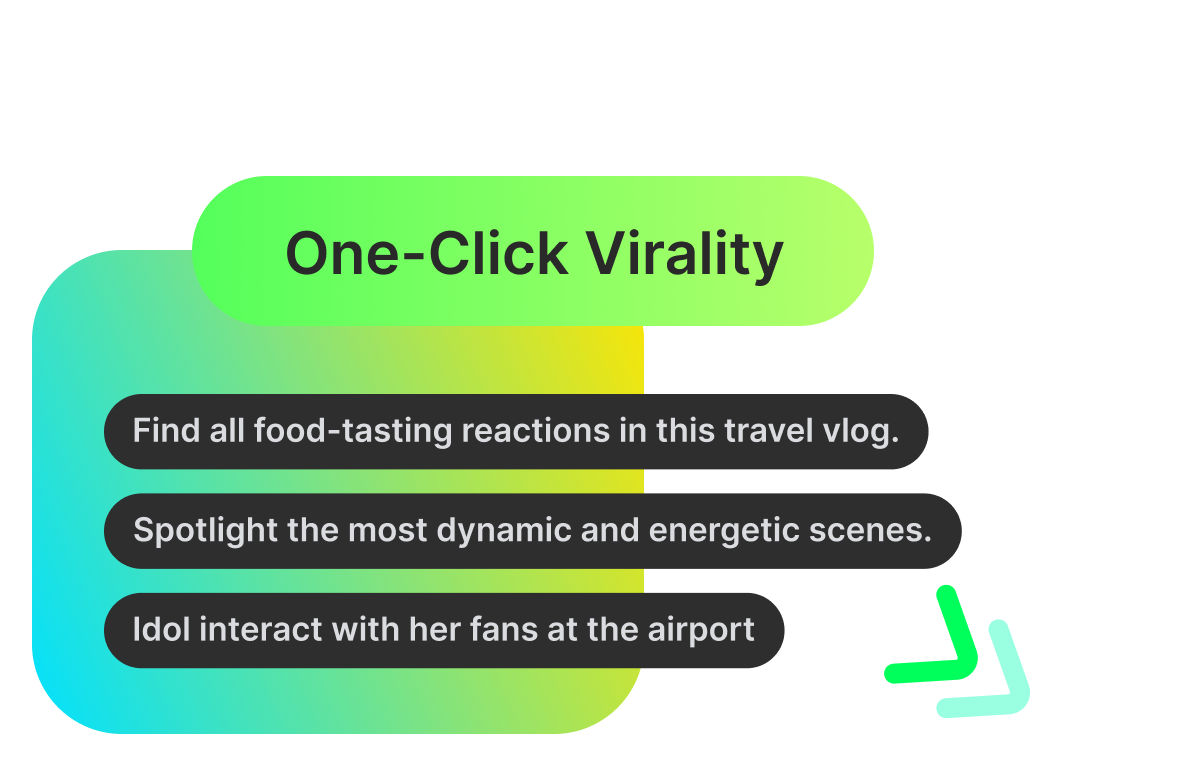 One-Click Virality
Find all food-tasting reactions in this travel vlog.
Spotlight the most dynamic and energetic scenes.
Idol interact with her fans at the airport